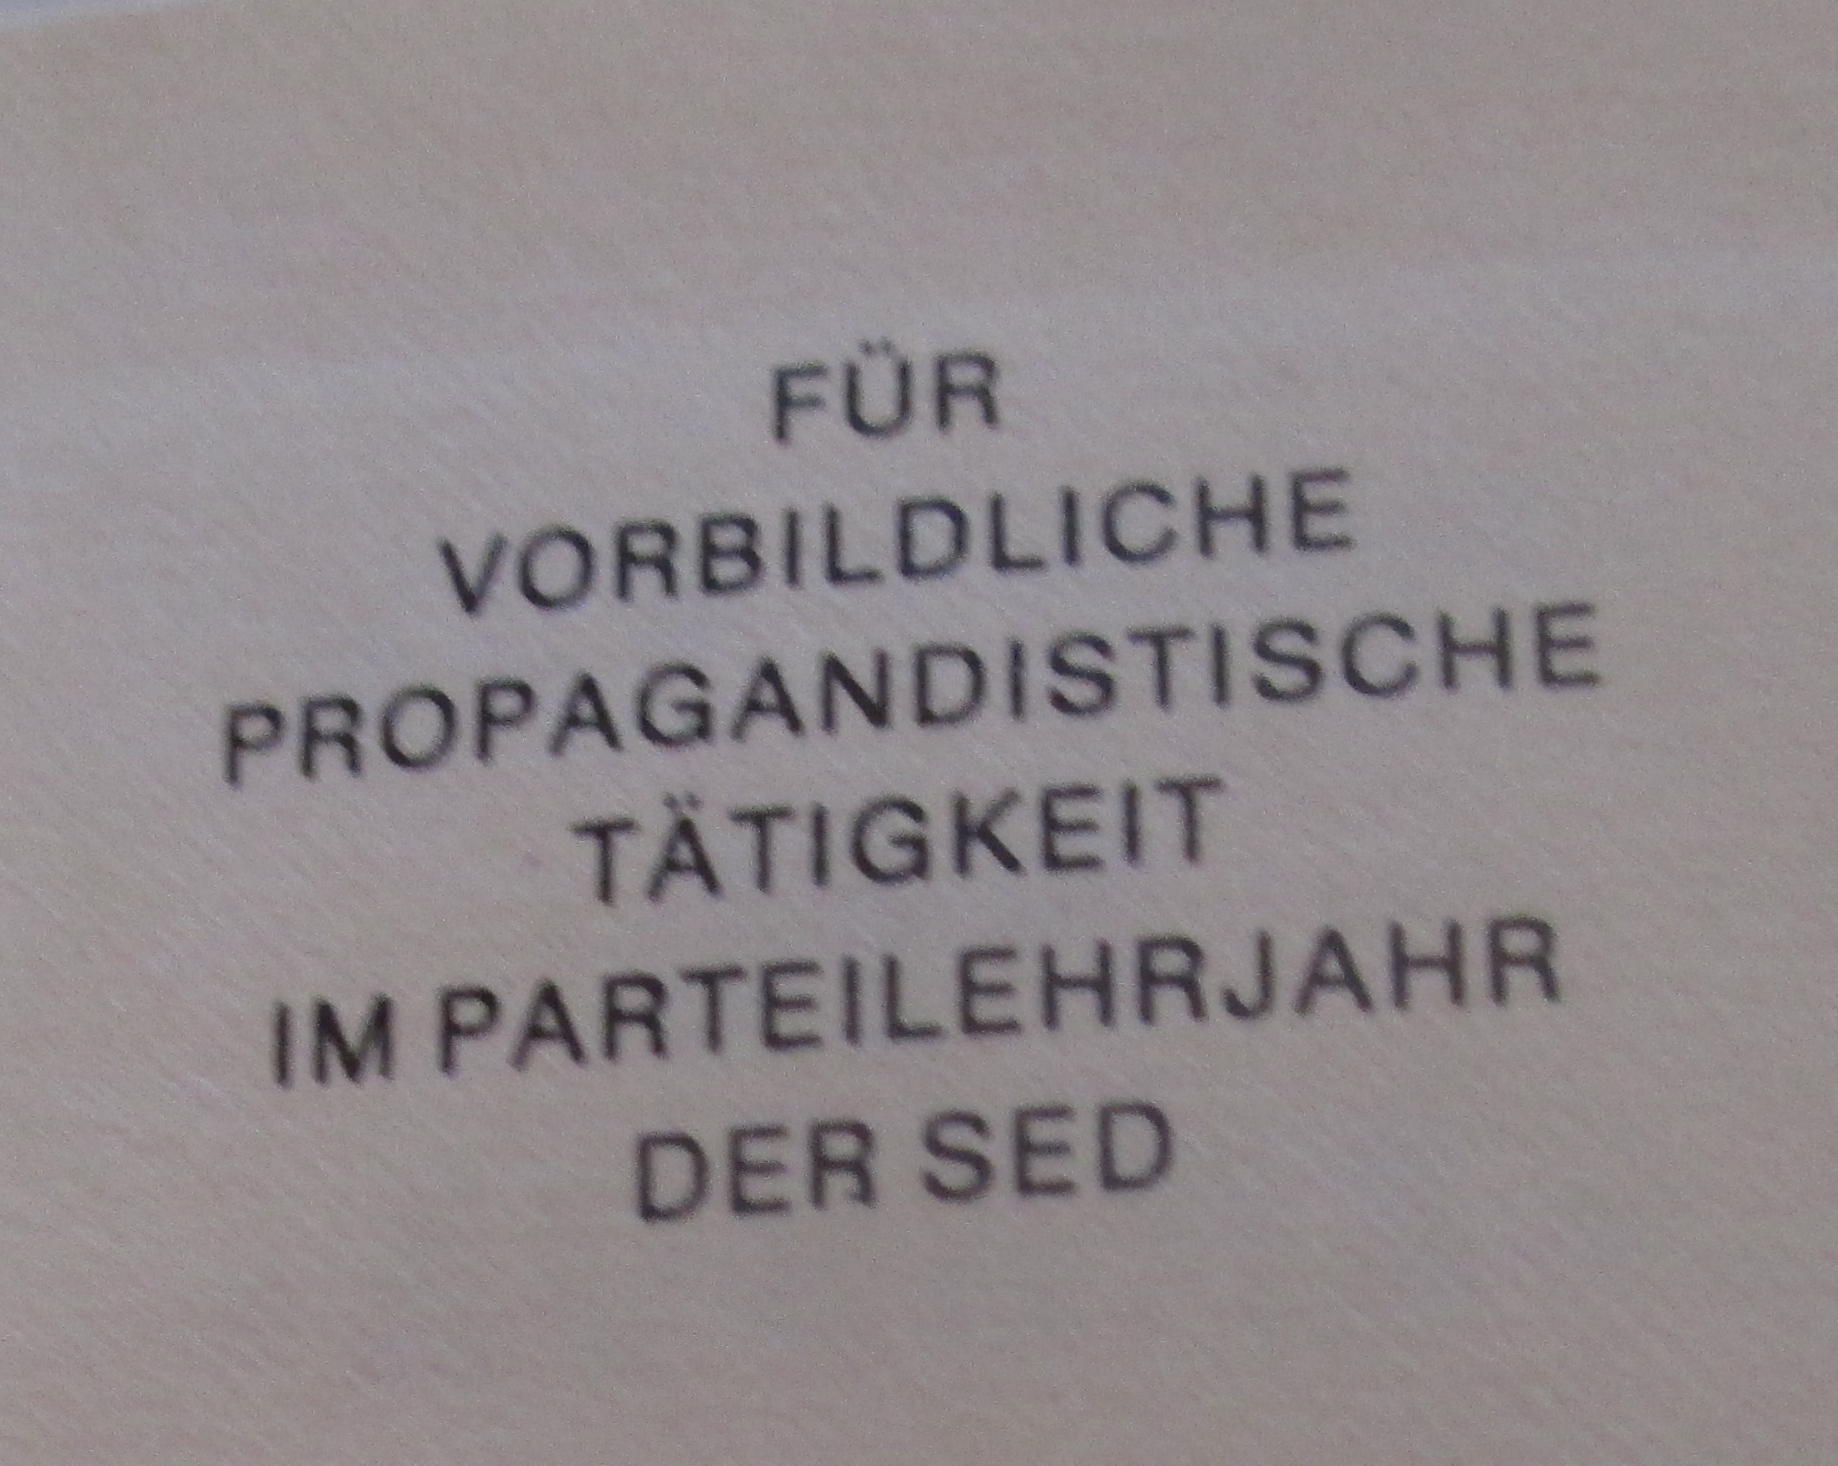 FÜR
VORBILDLICHE
PROPAGANDISTISCHE
TÄTIGKEIT
IM PARTEILEHRJAHR
DER SED